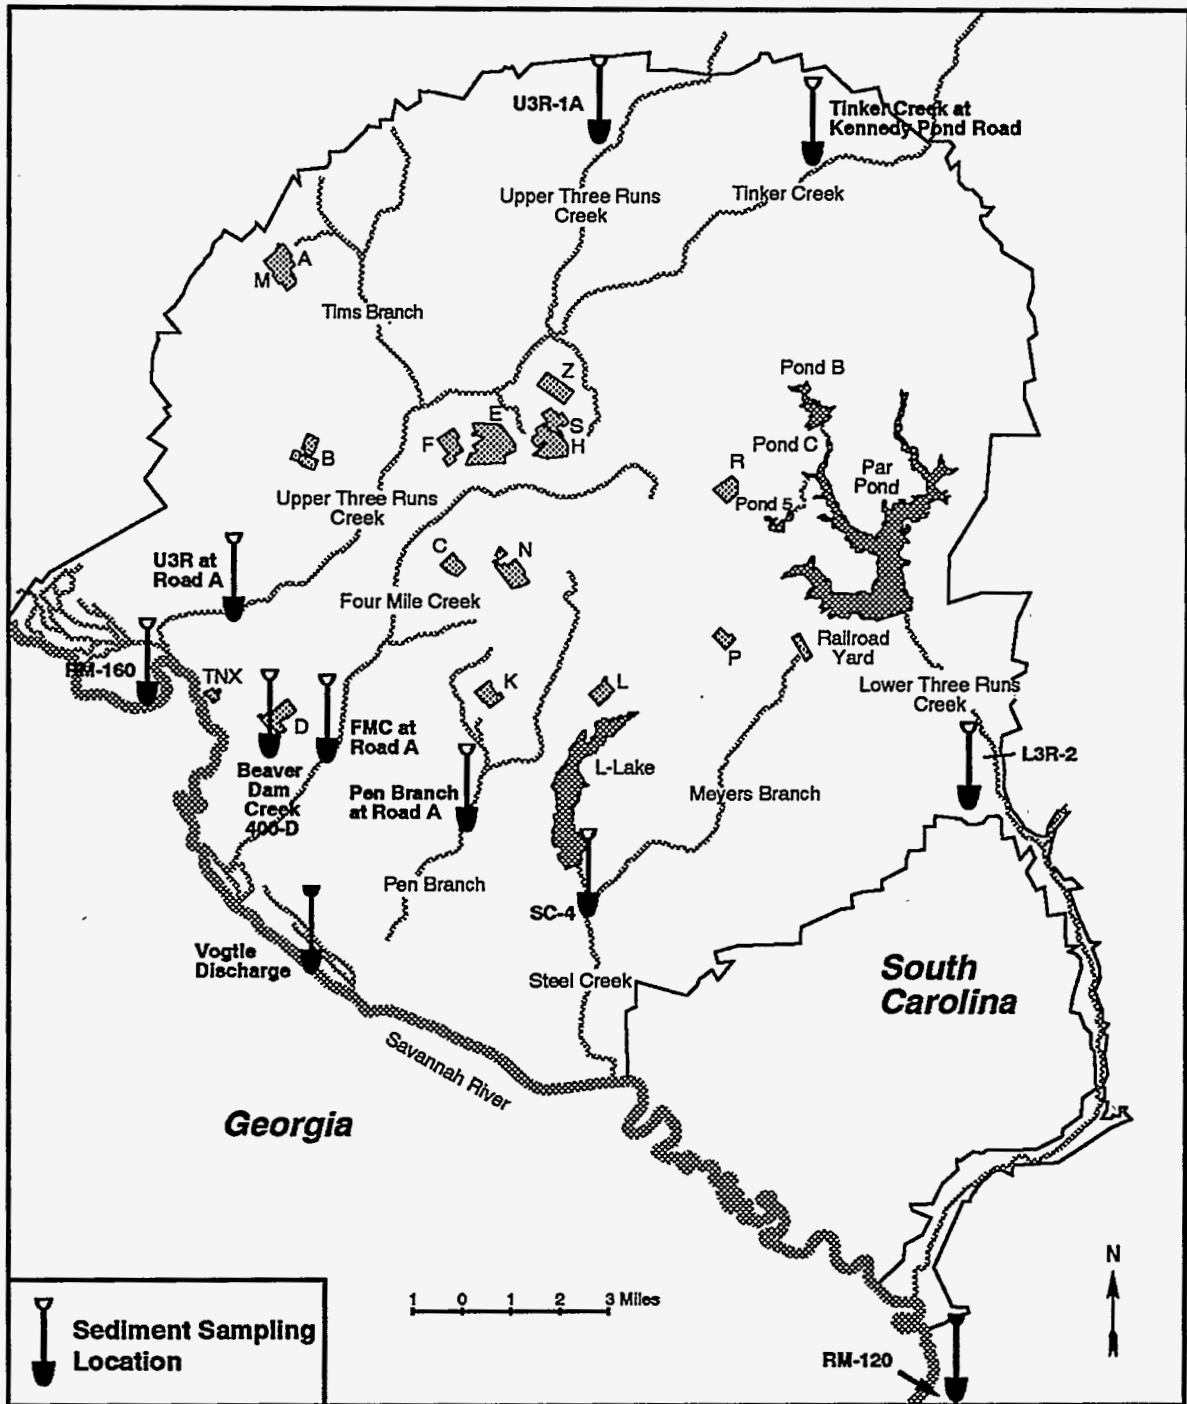 U3R-1A
Tinker Creek at
Kennedy Pond Road
Upper Three Runs
Creek
Tinker Creek
A
M
Tims Branch
Z
Pond B
E
S
F
H
Pond C
B
R
Par
Pond
Pond 5
Upper Three Runs
Creek
U3R at
Road A
C
N
Four Mile Creek
P
Railroad
Yard
RM-160
TNX
K
L
Lower Three Runs
Creek
D
FMC at
Road A
L3R-2
Beaver
Dam
Creek
400-D
L-Lake
Pen Branch
at Road A
Meyers Branch
Pen Branch
SC-4
Vogtle
Discharge
Steel Creek
South
Carolina
Savannah River
Georgia
N
1 0 1 2 3 Miles
Sediment Sampling
Location
RM-120